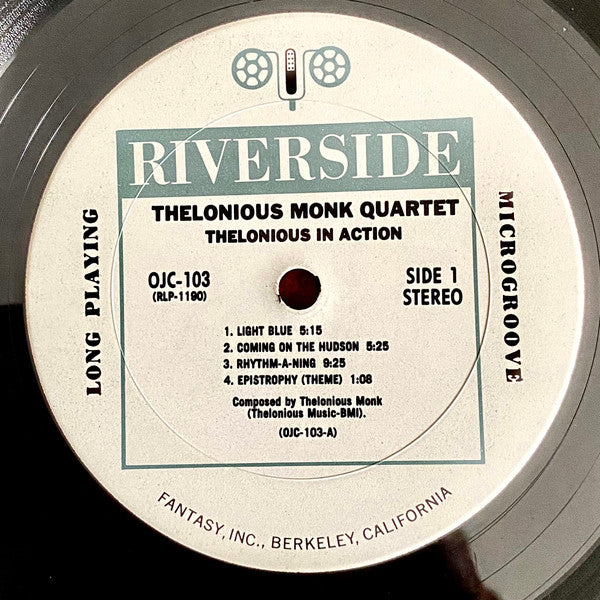 RIVERSIDE
THELONIOUS MONK QUARTET
THELONIOUS IN ACTION
LONG PLAYING
MICROGROOVE
OJC-103
(RLP-1190)
SIDE 1
STEREO
1. LIGHT BLUE 5:15
2. COMING ON THE HUDSON 5:25
3. RHYTHM-A-NING 9:25
4. EPISTROPHY (THEME) 1:08
Composed by Thelonious Monk
(Thelonious Music-BMI).
(OJC-103-A)
FANTASY, INC., BERKELEY, CALIFORNIA